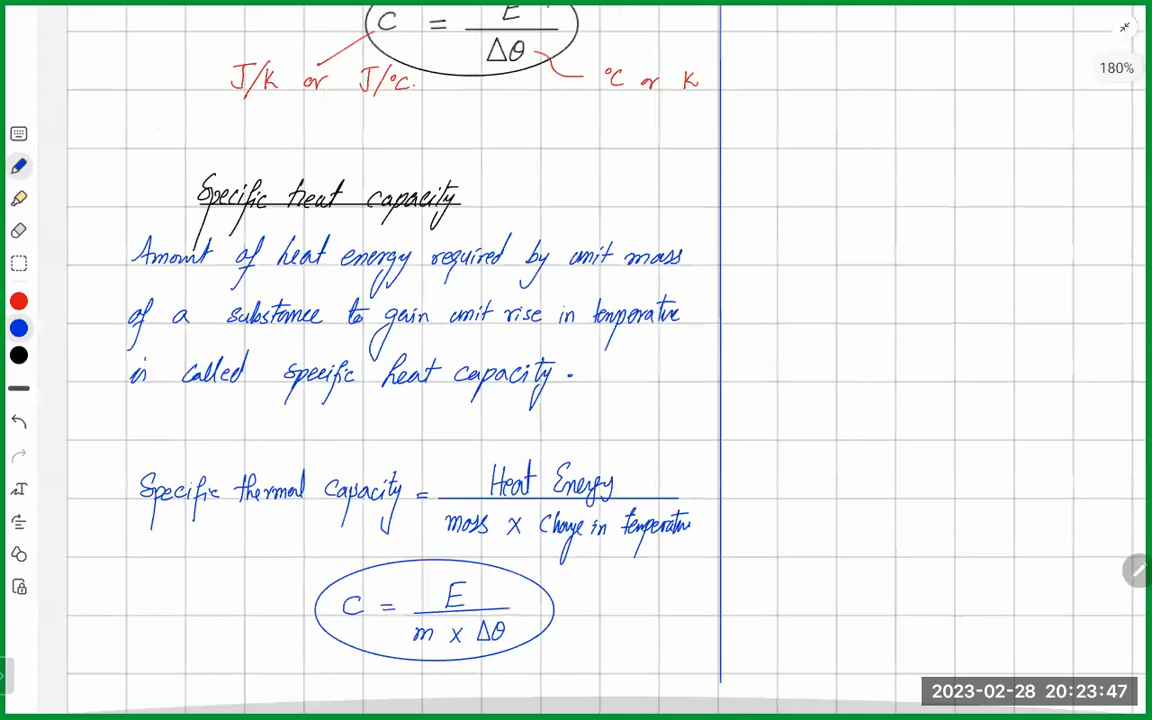 C = E / Δθ
180%
J/K or J/°C. °C or K
Specific heat capacity
Amount of heat energy required by unit mass
of a substance to gain unit rise in temperature
is called specific heat capacity.
Specific thermal capacity = Heat Energy / mass x change in temperature
C = E / m x Δθ
2023-02-28 20:23:47